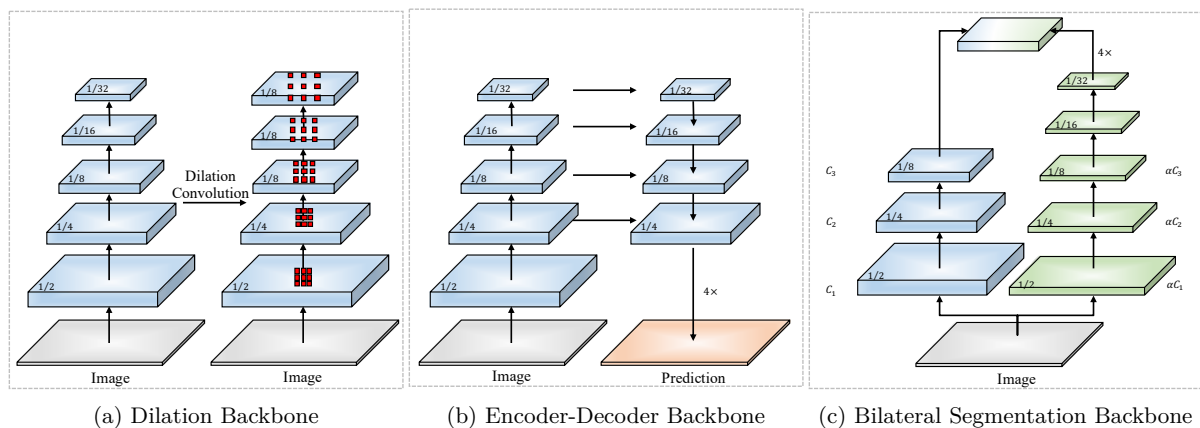 1/32
1/16
1/8
1/4
1/2
Image
Dilation
Convolution
1/8
1/8
1/8
1/4
1/2
Image
(a) Dilation Backbone
1/32
1/16
1/8
1/4
1/2
Image
1/32
1/16
1/8
1/4
4×
Prediction
(b) Encoder-Decoder Backbone
4×
C₃
1/8
C₂
1/4
C₁
1/2
1/32
1/16
1/8
αC₃
1/4
αC₂
1/2
αC₁
Image
(c) Bilateral Segmentation Backbone